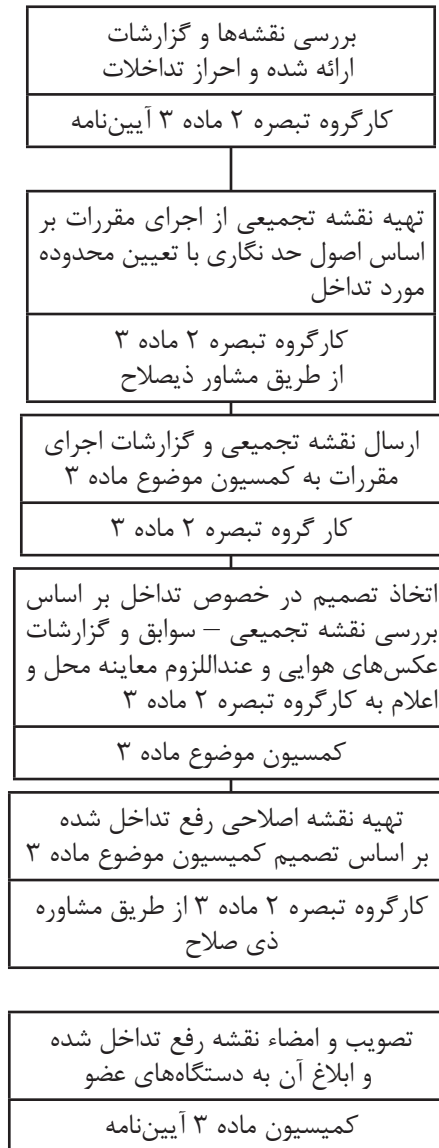 بررسی نقشه‌ها و گزارشات
ارائه شده و احراز تداخلات
کارگروه تبصره ۲ ماده ۳ آیین‌نامه
تهیه نقشه تجمیعی از اجرای مقررات بر
اساس اصول حد نگاری با تعیین محدوده
مورد تداخل
کارگروه تبصره ۲ ماده ۳
از طریق مشاور ذیصلاح
ارسال نقشه تجمیعی و گزارشات اجرای
مقررات به کمسیون موضوع ماده ۳
کار گروه تبصره ۲ ماده ۳
اتخاذ تصمیم در خصوص تداخل بر اساس
بررسی نقشه تجمیعی – سوابق و گزارشات
عکس‌های هوایی و عنداللزوم معاینه محل و
اعلام به کارگروه تبصره ۲ ماده ۳
کمسیون موضوع ماده ۳
تهیه نقشه اصلاحی رفع تداخل شده
بر اساس تصمیم کمیسیون موضوع ماده ۳
کارگروه تبصره ۲ ماده ۳ از طریق مشاوره
ذی صلاح
تصویب و امضاء نقشه رفع تداخل شده
و ابلاغ آن به دستگاه‌های عضو
کمیسیون ماده ۳ آیین‌نامه